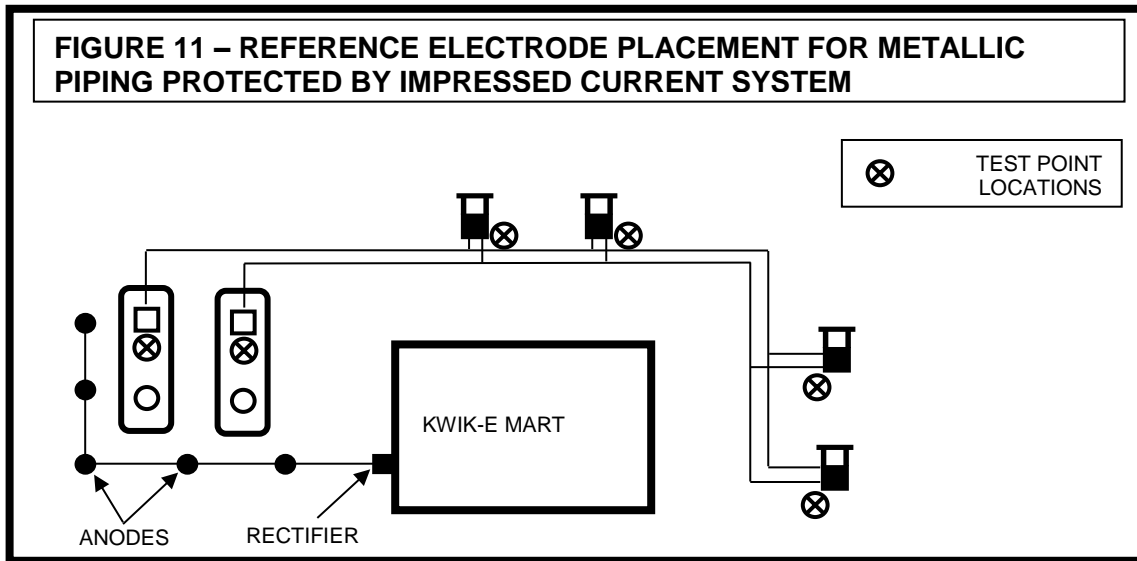 FIGURE 11 – REFERENCE ELECTRODE PLACEMENT FOR METALLIC
PIPING PROTECTED BY IMPRESSED CURRENT SYSTEM
TEST POINT
LOCATIONS
KWIK-E MART
ANODES
RECTIFIER